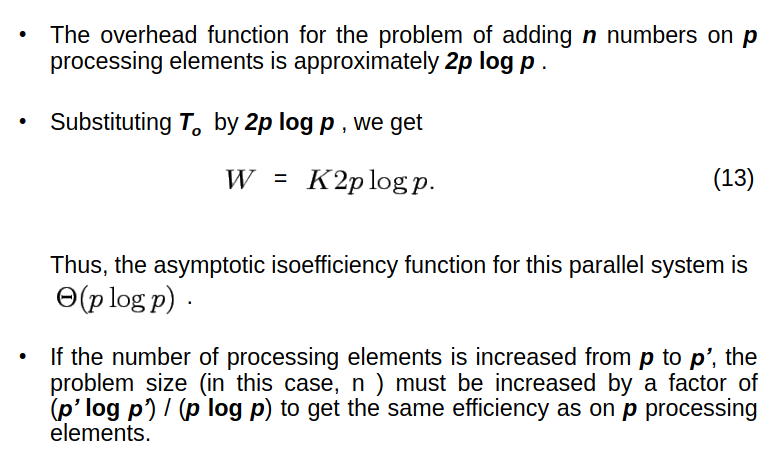 • The overhead function for the problem of adding n numbers on p
processing elements is approximately 2p log p .
• Substituting To by 2p log p , we get
W = K2p log p. (13)
Thus, the asymptotic isoefficiency function for this parallel system is
Θ(p log p) .
• If the number of processing elements is increased from p to p’, the
problem size (in this case, n ) must be increased by a factor of
(p’ log p’) / (p log p) to get the same efficiency as on p processing
elements.